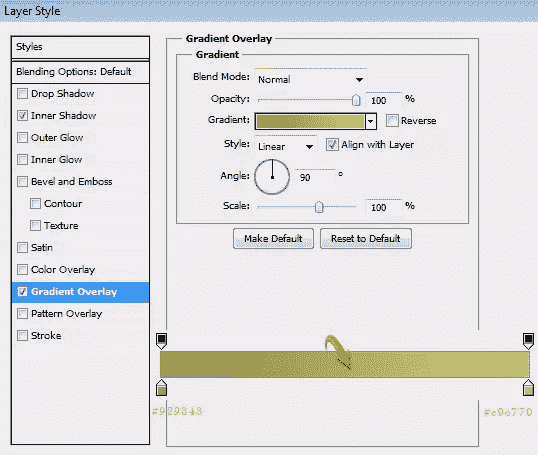 Layer Style
Styles
Blending Options: Default
Drop Shadow
Inner Shadow
Outer Glow
Inner Glow
Bevel and Emboss
Contour
Texture
Satin
Color Overlay
Gradient Overlay
Pattern Overlay
Stroke
Gradient Overlay
Gradient
Blend Mode: Normal
Opacity: 100 %
Gradient: Reverse
Style: Linear Align with Layer
Angle: 90 °
Scale: 100 %
Make Default Reset to Default
#929343 #c9c770